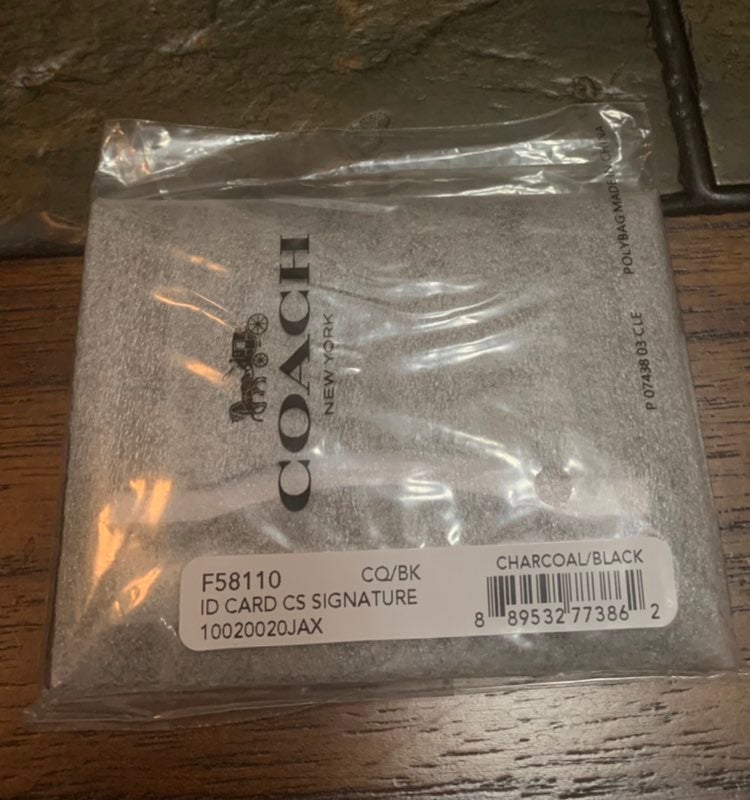 COACH
NEW YORK
POLYBAG MADE IN CHINA
P 07438 03 CLE
F58110 CQ/BK CHARCOAL/BLACK
ID CARD CS SIGNATURE
10020020JAX
8 89532 77386 2